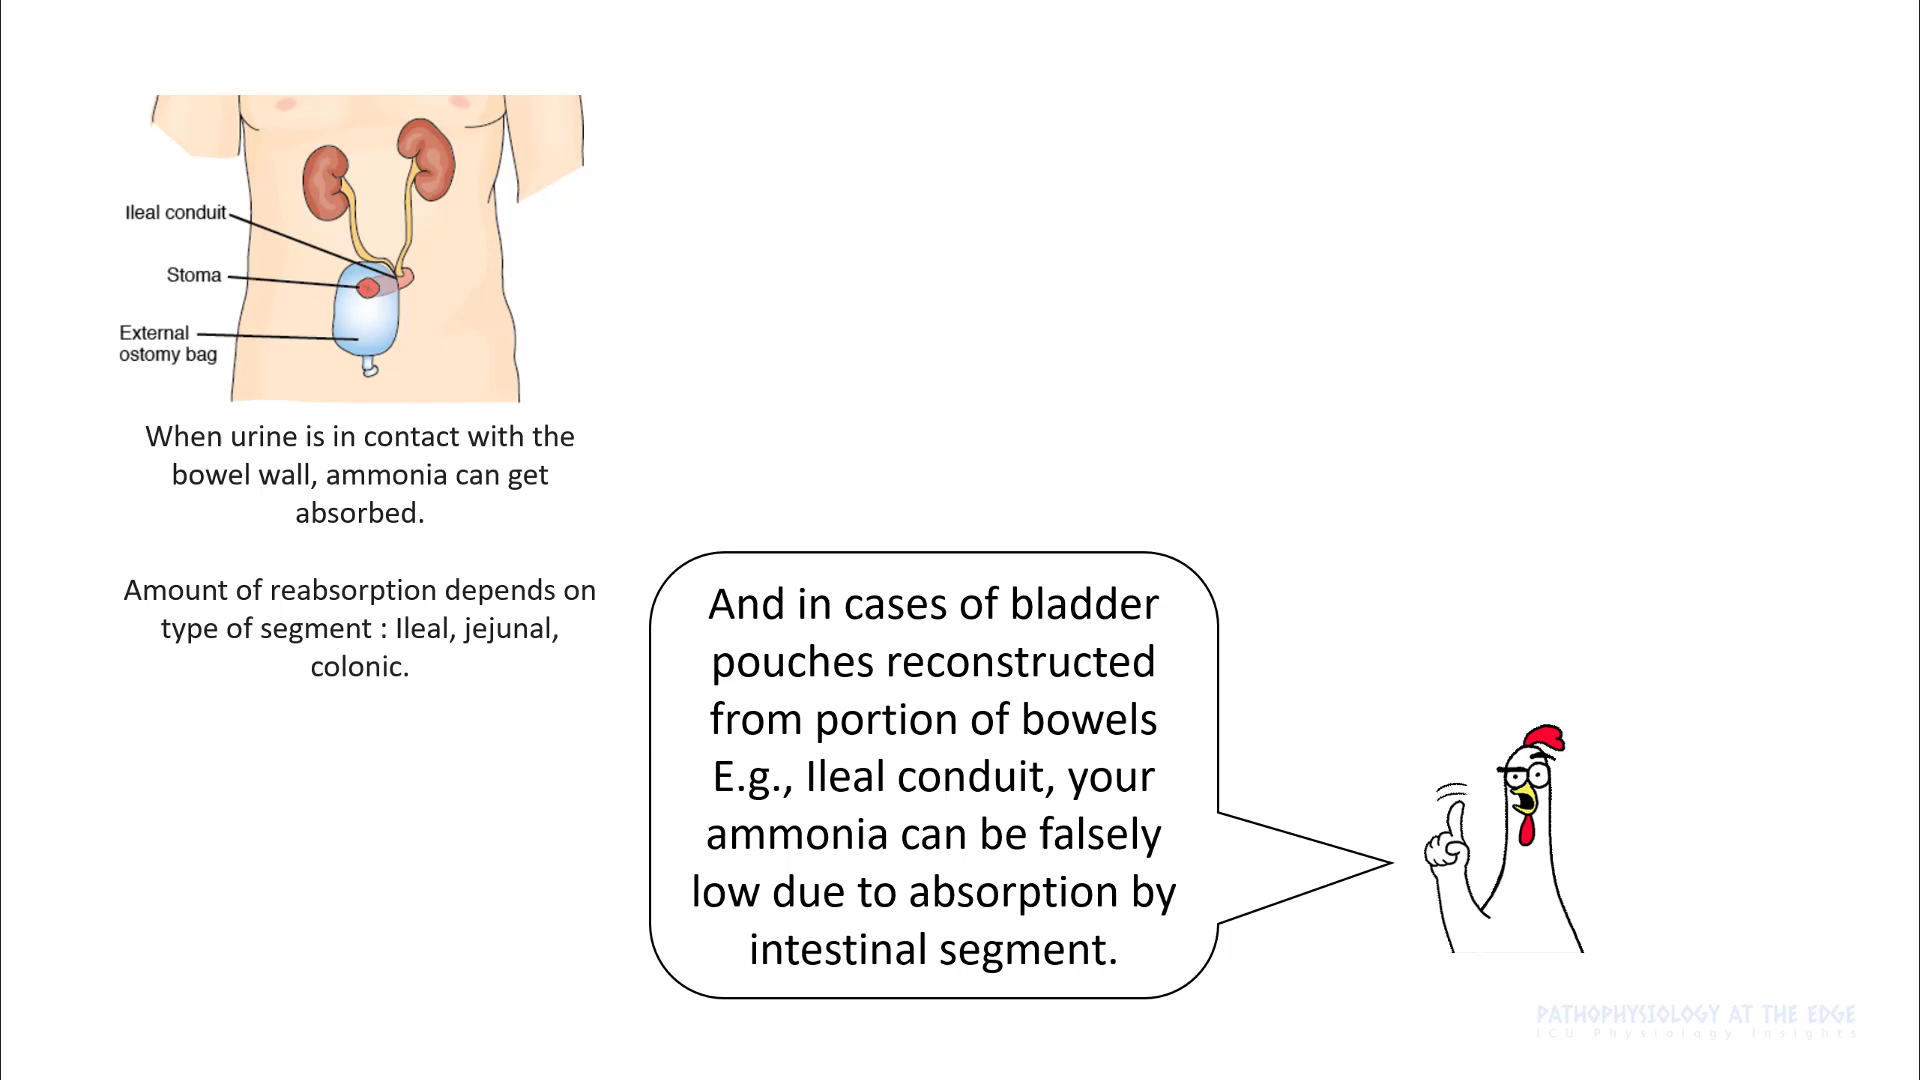 Ileal conduit
Stoma
External
ostomy bag
When urine is in contact with the
bowel wall, ammonia can get
absorbed.
Amount of reabsorption depends on
type of segment : Ileal, jejunal,
colonic.
And in cases of bladder
pouches reconstructed
from portion of bowels
E.g., Ileal conduit, your
ammonia can be falsely
low due to absorption by
intestinal segment.
PATHOPHYSIOLOGY AT THE EDGE
ICU Physiology Insights